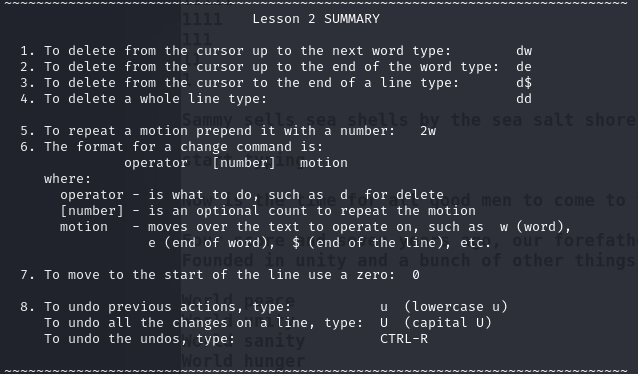 ~~~~~~~~~~~~~~~~~~~~~~~~~~~~~~~~~~~~~~~~~~~~~~~~~~~~~~~~~~~~~~~~~~~~~~~~~~~~~~
Lesson 2 SUMMARY
1. To delete from the cursor up to the next word type: dw
2. To delete from the cursor up to the end of the word type: de
3. To delete from the cursor to the end of a line type: d$
4. To delete a whole line type: dd
5. To repeat a motion prepend it with a number: 2w
6. The format for a change command is:
operator [number] motion
where:
operator - is what to do, such as d for delete
[number] - is an optional count to repeat the motion
motion - moves over the text to operate on, such as w (word),
e (end of word), $ (end of the line), etc.
7. To move to the start of the line use a zero: 0
8. To undo previous actions, type: u (lowercase u)
To undo all the changes on a line, type: U (capital U)
To undo the undos, type: CTRL-R
~~~~~~~~~~~~~~~~~~~~~~~~~~~~~~~~~~~~~~~~~~~~~~~~~~~~~~~~~~~~~~~~~~~~~~~~~~~~~~
1111
111
11
Sammy sells sea shells by the sea salt shore
men to come to
our forefath
Founded in unity and a bunch of other things
World peace
World sanity
World hunger